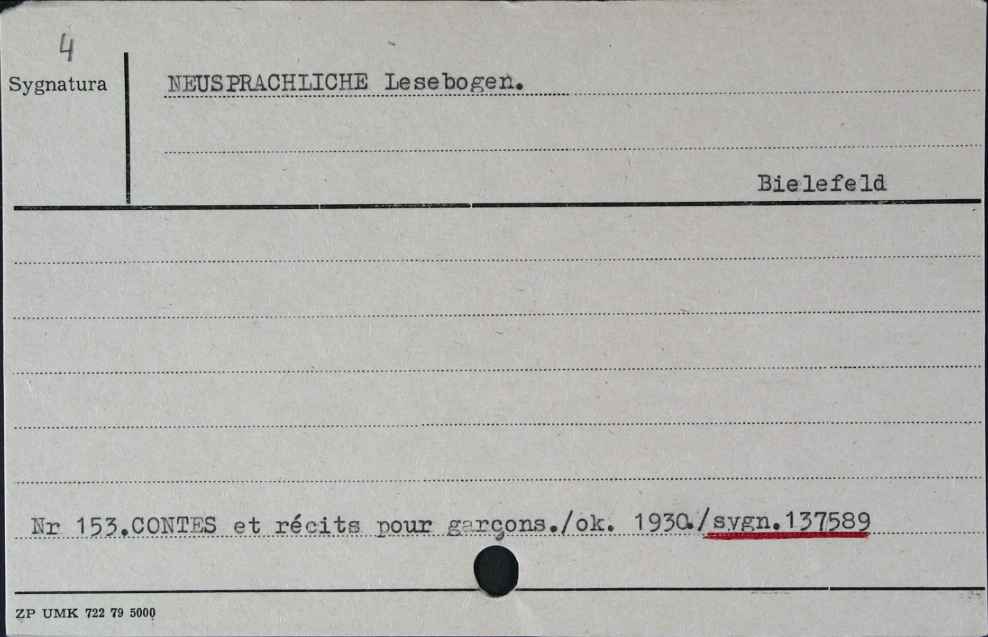 4
Sygnatura
NEUSPRACHLICHE Lesebogen.
Bielefeld
Nr 153.CONTES et récits pour garçons./ok. 1930./sygn.137589
ZP UMK 722 79 5000